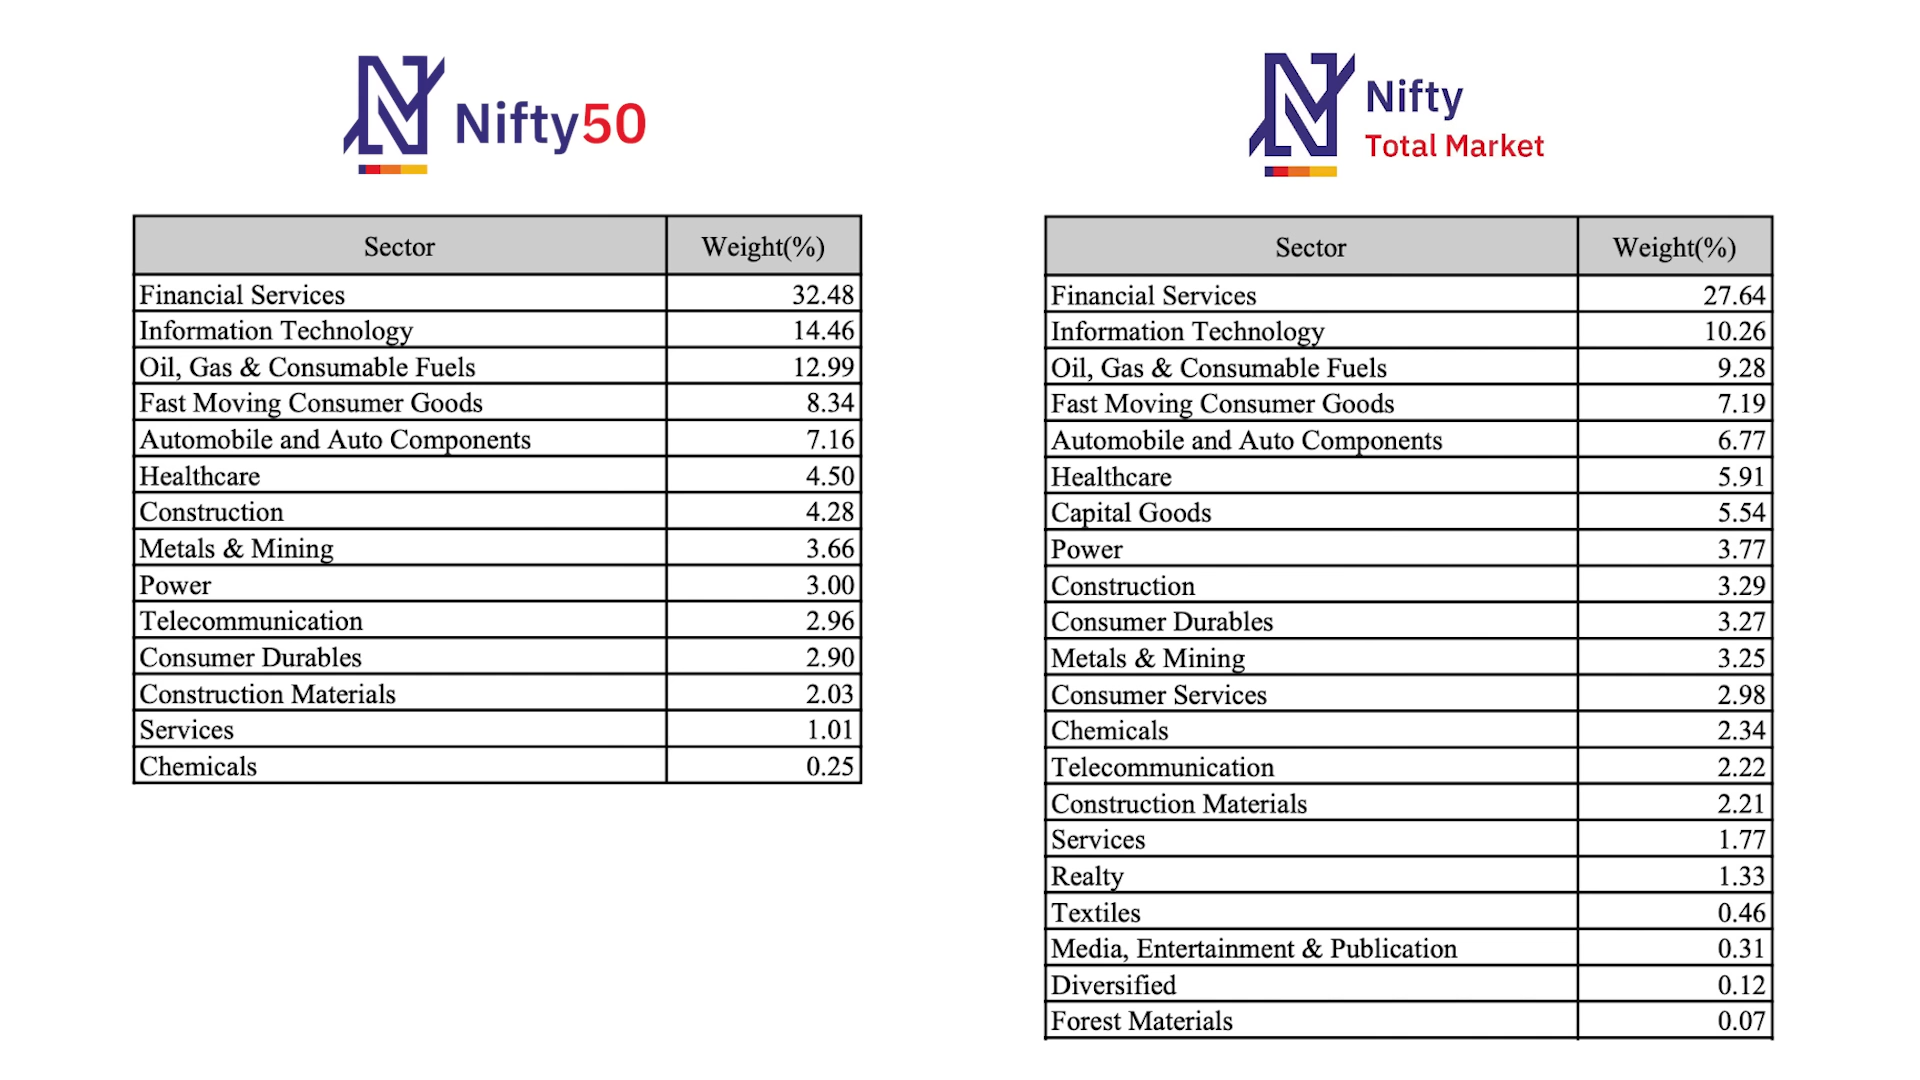 Nifty50
Sector Weight(%)
Financial Services 32.48
Information Technology 14.46
Oil, Gas & Consumable Fuels 12.99
Fast Moving Consumer Goods 8.34
Automobile and Auto Components 7.16
Healthcare 4.50
Construction 4.28
Metals & Mining 3.66
Power 3.00
Telecommunication 2.96
Consumer Durables 2.90
Construction Materials 2.03
Services 1.01
Chemicals 0.25
Nifty
Total Market
Sector Weight(%)
Financial Services 27.64
Information Technology 10.26
Oil, Gas & Consumable Fuels 9.28
Fast Moving Consumer Goods 7.19
Automobile and Auto Components 6.77
Healthcare 5.91
Capital Goods 5.54
Power 3.77
Construction 3.29
Consumer Durables 3.27
Metals & Mining 3.25
Consumer Services 2.98
Chemicals 2.34
Telecommunication 2.22
Construction Materials 2.21
Services 1.77
Realty 1.33
Textiles 0.46
Media, Entertainment & Publication 0.31
Diversified 0.12
Forest Materials 0.07